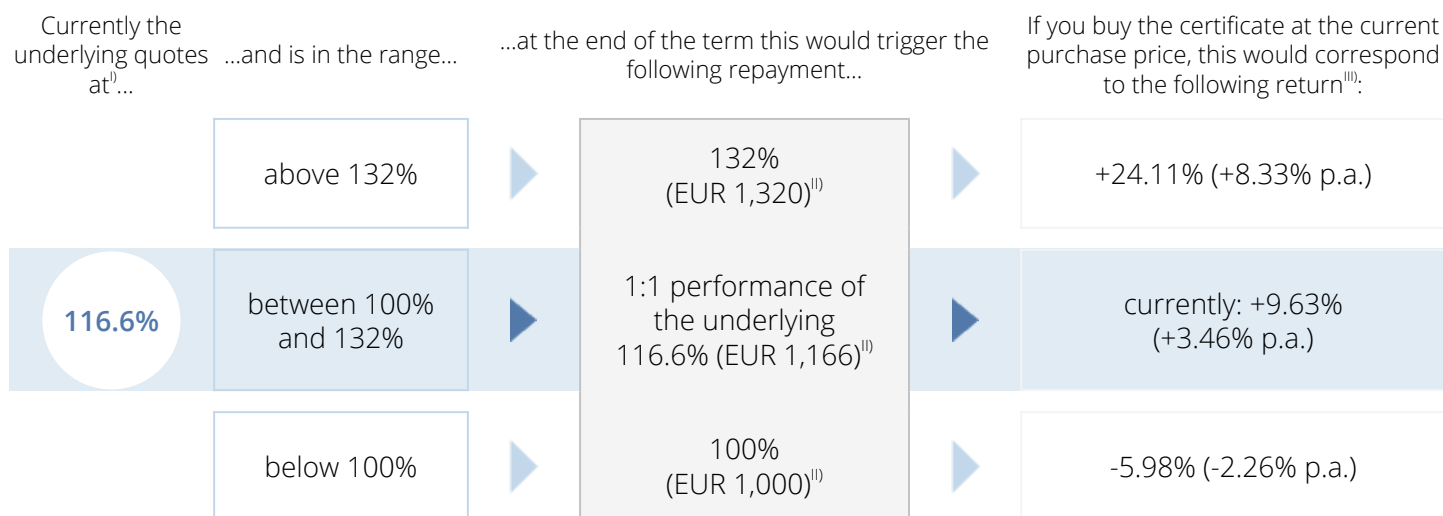 Currently the
underlying quotes
atI)...
...and is in the range...
...at the end of the term this would trigger the
following repayment...
If you buy the certificate at the current
purchase price, this would correspond
to the following returnIII):
above 132%
132%
(EUR 1,320)II)
+24.11% (+8.33% p.a.)
116.6%
between 100%
and 132%
1:1 performance of
the underlying
116.6% (EUR 1,166)II)
currently: +9.63%
(+3.46% p.a.)
below 100%
100%
(EUR 1,000)II)
-5.98% (-2.26% p.a.)